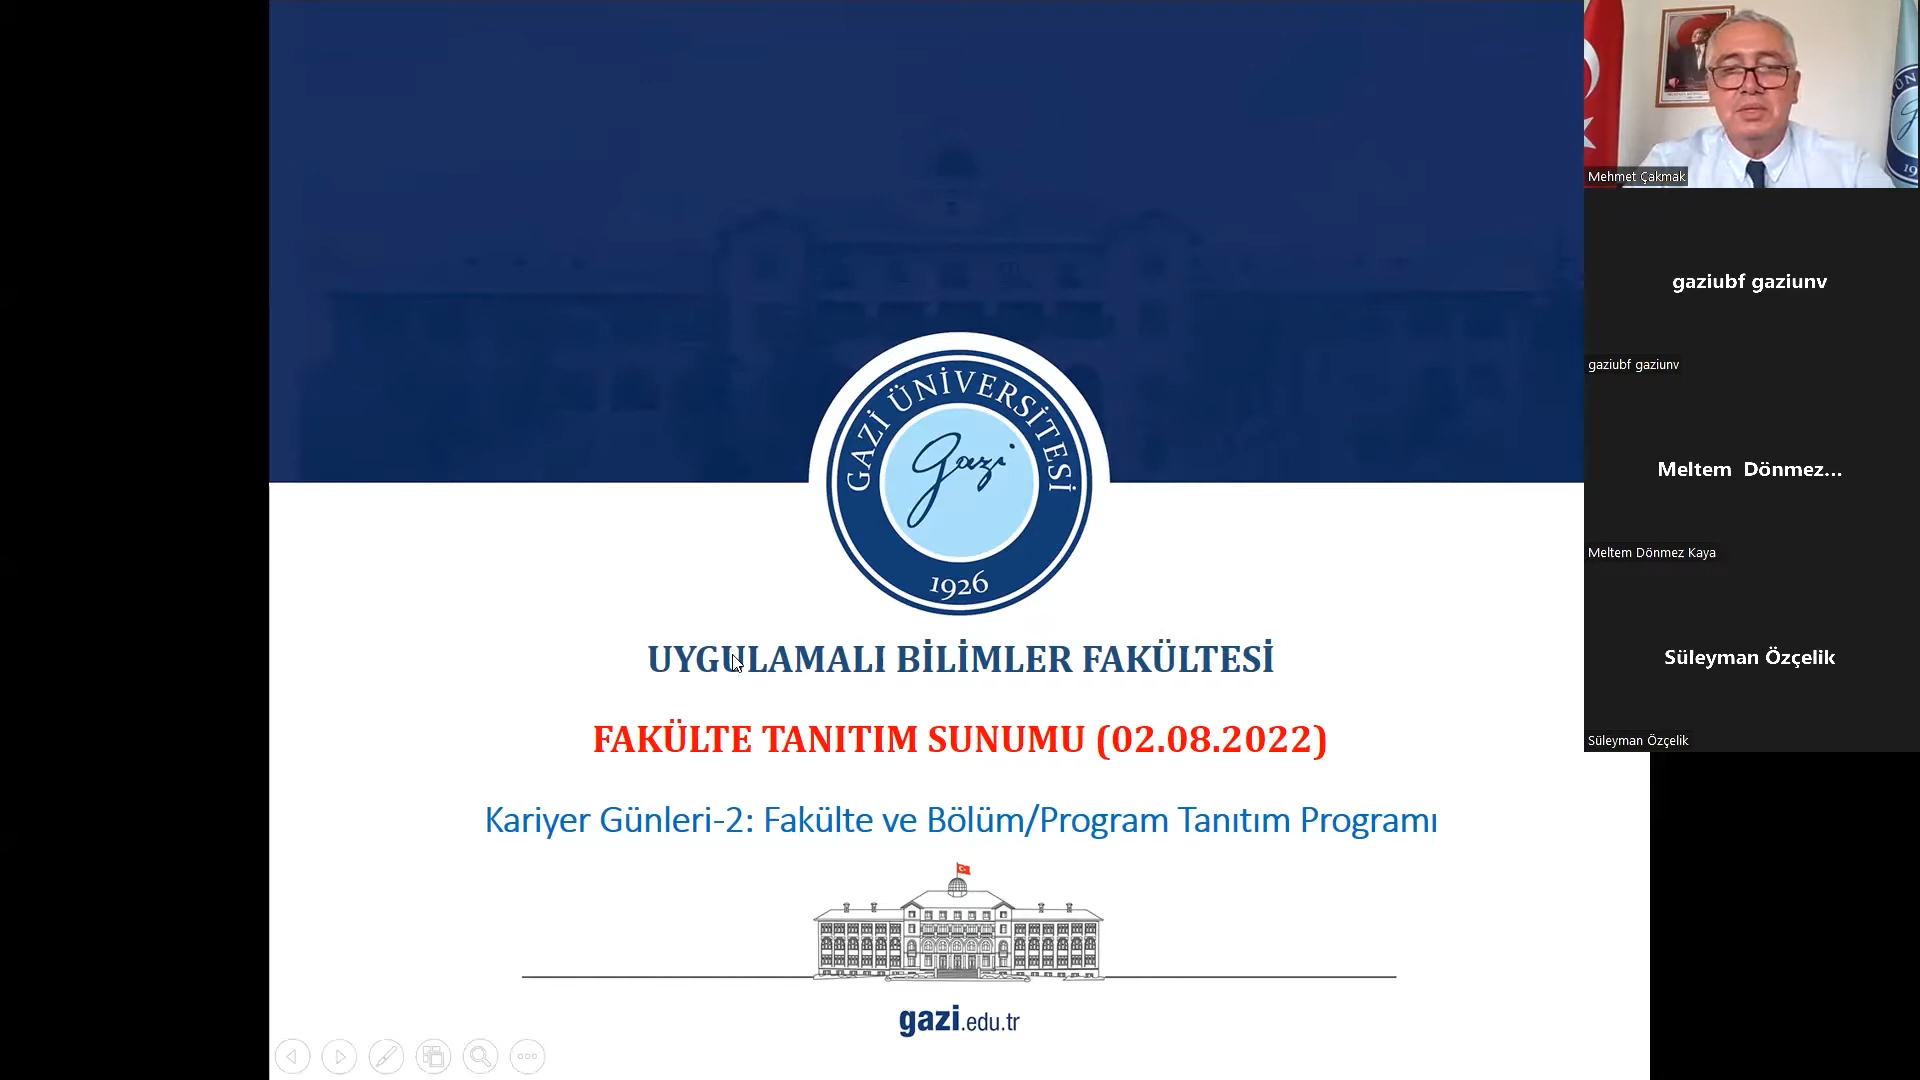 GAZİ ÜNİVERSİTESİ
gazi
1926
UYGULAMALI BİLİMLER FAKÜLTESİ
FAKÜLTE TANITIM SUNUMU (02.08.2022)
Kariyer Günleri-2: Fakülte ve Bölüm/Program Tanıtım Programı
gazi.edu.tr
Mehmet Çakmak
gaziubf gaziunv
gaziubf gaziunv
Meltem Dönmez...
Meltem Dönmez Kaya
Süleyman Özçelik
Süleyman Özçelik